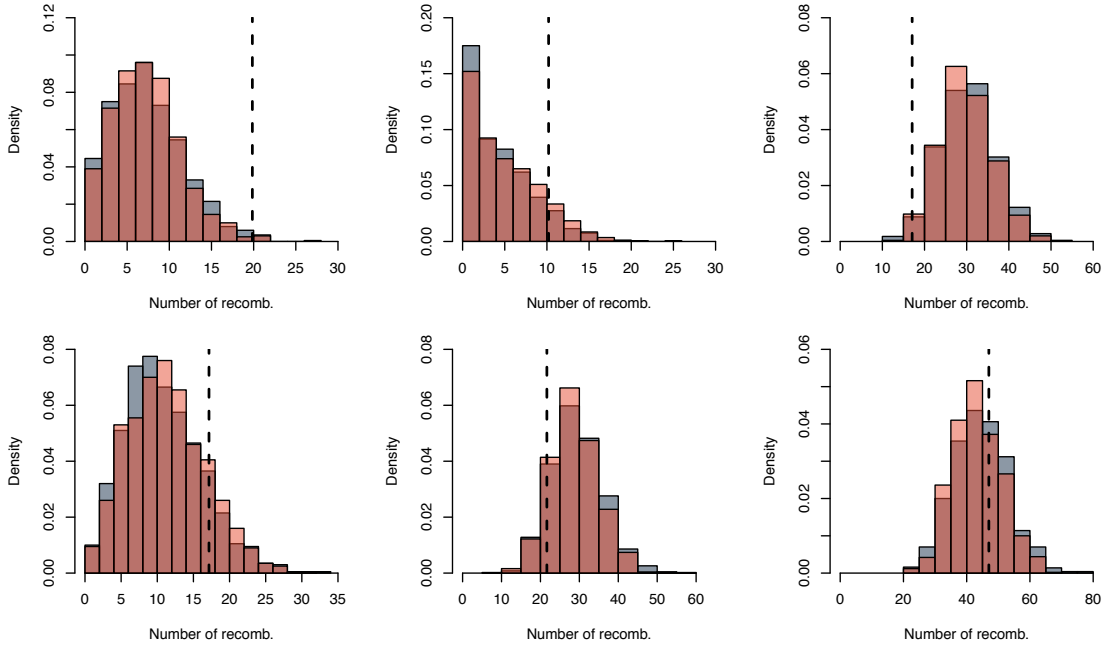 0.00 0.04 0.08 0.12
Density
0 5 10 15 20 25 30
Number of recomb.
0.00 0.05 0.10 0.15 0.20
Density
0 5 10 15 20 25 30
Number of recomb.
0.00 0.02 0.04 0.06 0.08
Density
0 10 20 30 40 50 60
Number of recomb.
0.00 0.02 0.04 0.06 0.08
Density
0 5 10 15 20 25 30 35
Number of recomb.
0.00 0.02 0.04 0.06 0.08
Density
0 10 20 30 40 50 60
Number of recomb.
0.00 0.02 0.04 0.06
Density
0 20 40 60 80
Number of recomb.